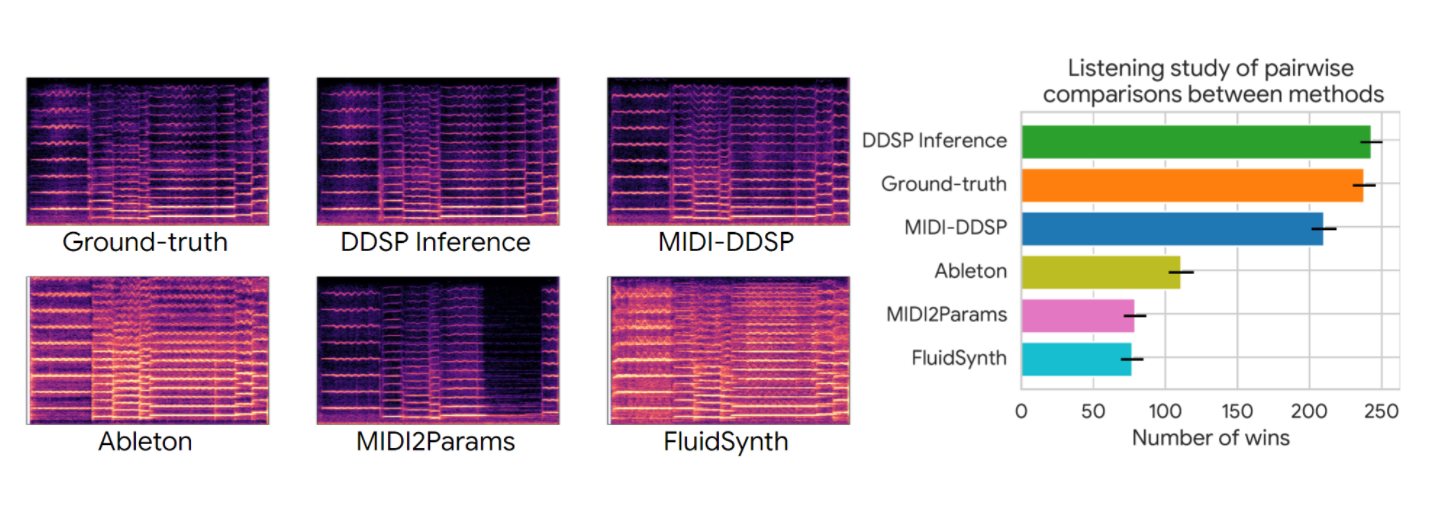 Ground-truth
DDSP Inference
MIDI-DDSP
Ableton
MIDI2Params
FluidSynth
Listening study of pairwise
comparisons between methods
DDSP Inference
Ground-truth
MIDI-DDSP
Ableton
MIDI2Params
FluidSynth
0 50 100 150 200 250
Number of wins